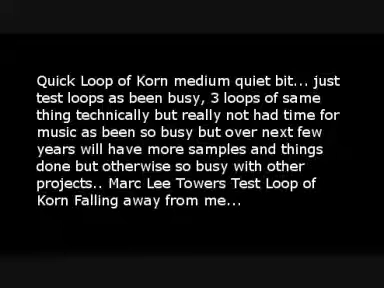 Quick Loop of Korn medium quiet bit... just
test loops as been busy, 3 loops of same
thing technically but really not had time for
music as been so busy but over next few
years will have more samples and things
done but otherwise so busy with other
projects.. Marc Lee Towers Test Loop of
Korn Falling away from me...